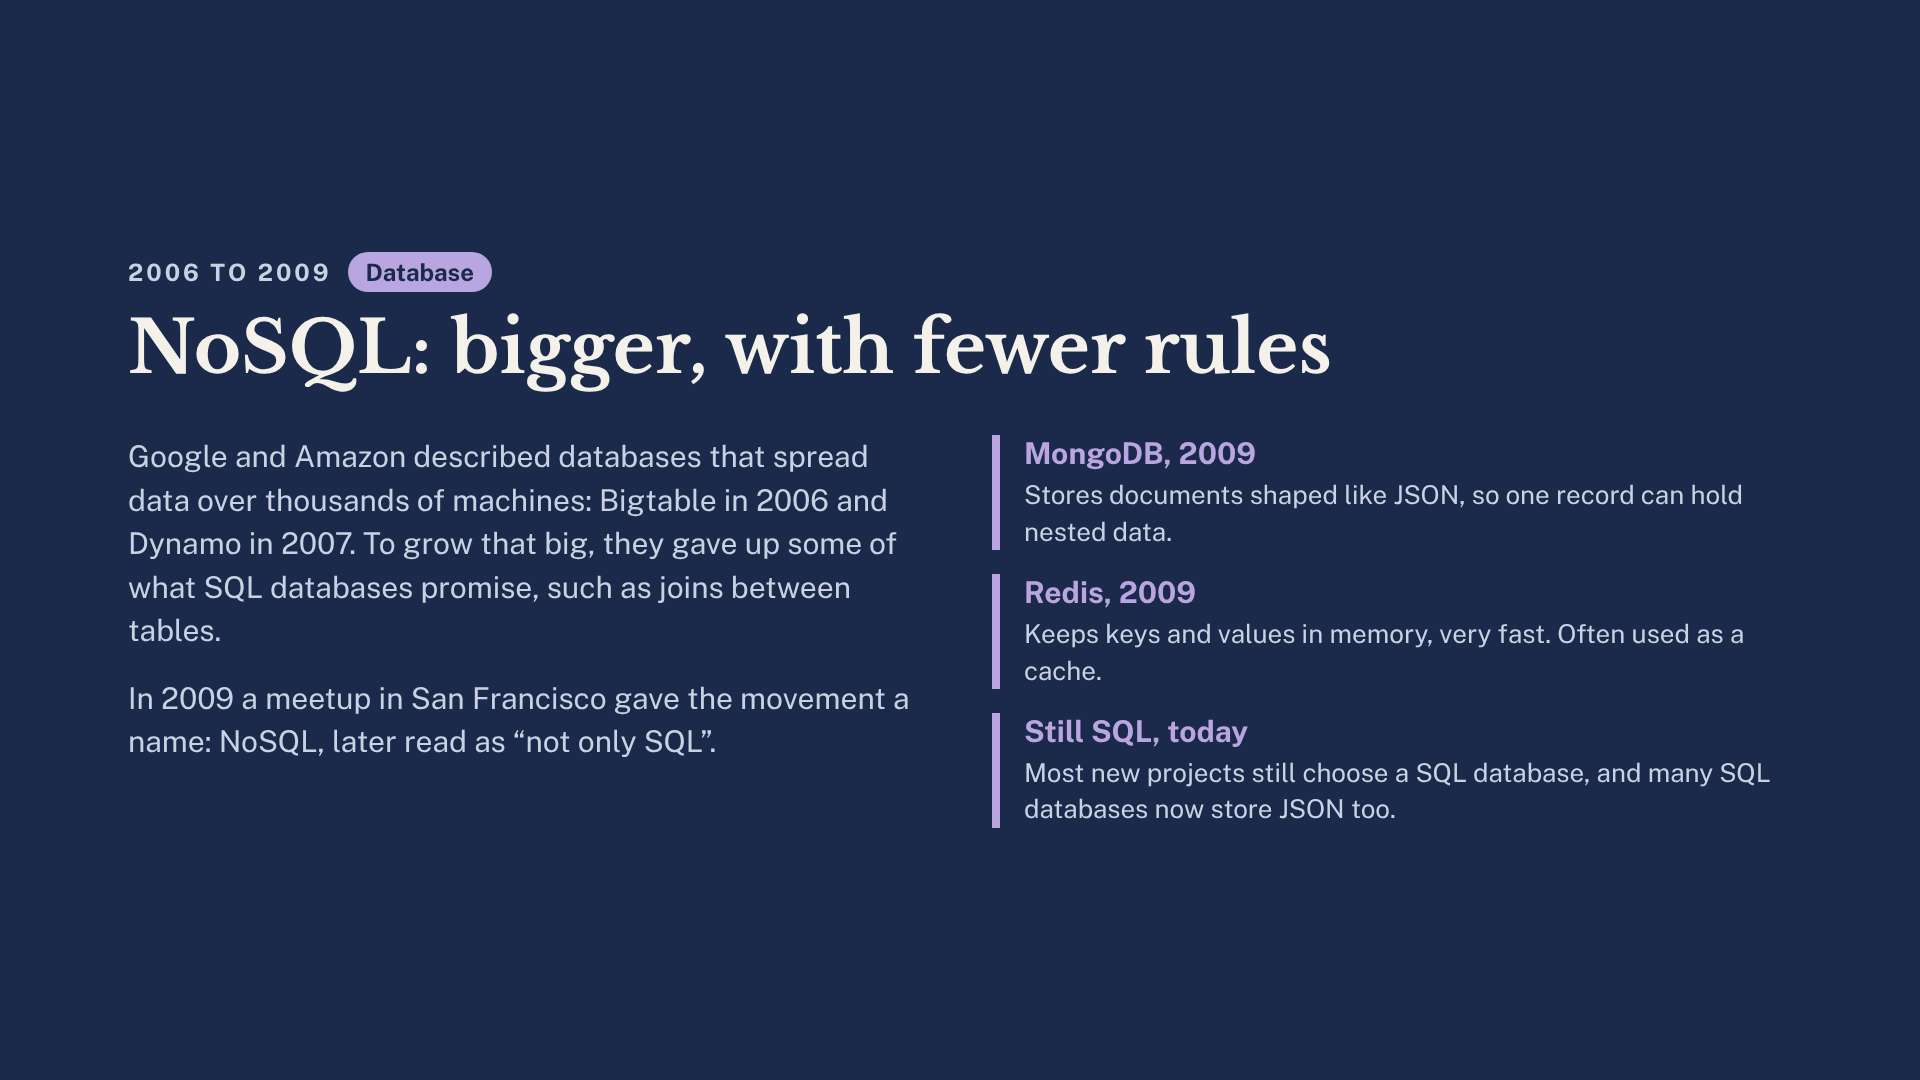 2006 TO 2009 Database
NoSQL: bigger, with fewer rules
Google and Amazon described databases that spread
data over thousands of machines: Bigtable in 2006 and
Dynamo in 2007. To grow that big, they gave up some of
what SQL databases promise, such as joins between
tables.
In 2009 a meetup in San Francisco gave the movement a
name: NoSQL, later read as “not only SQL”.
MongoDB, 2009
Stores documents shaped like JSON, so one record can hold
nested data.
Redis, 2009
Keeps keys and values in memory, very fast. Often used as a
cache.
Still SQL, today
Most new projects still choose a SQL database, and many SQL
databases now store JSON too.